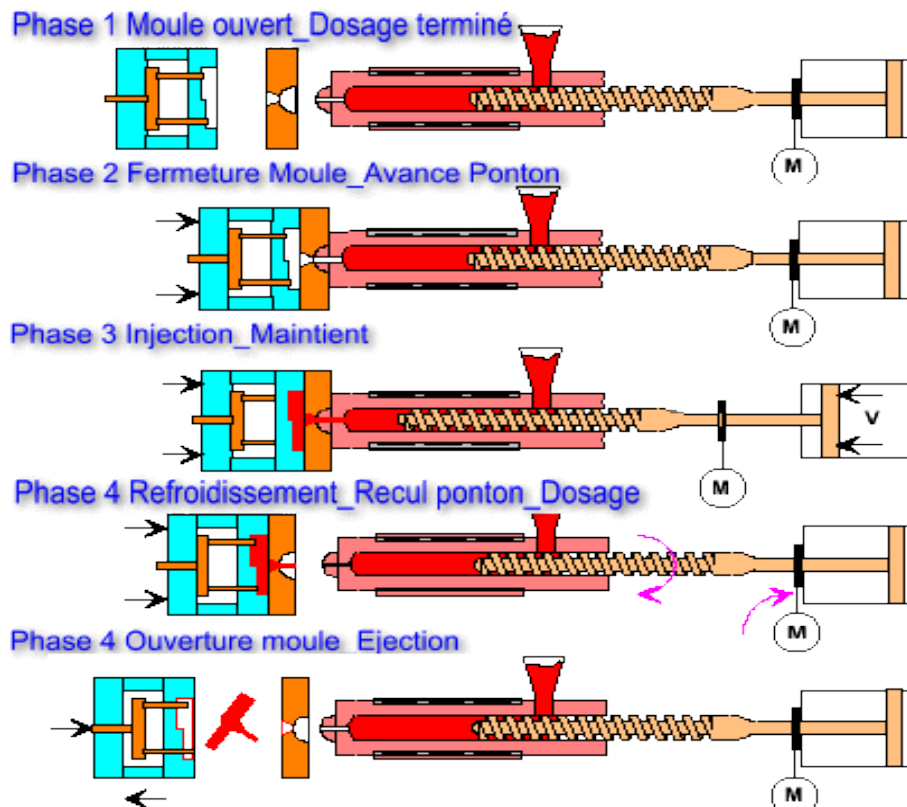 Phase 1 Moule ouvert_Dosage terminé
M
Phase 2 Fermeture Moule_Avance Ponton
M
Phase 3 Injection_Maintient
V
M
Phase 4 Refroidissement_Recul ponton_Dosage
M
Phase 4 Ouverture moule_Ejection
M